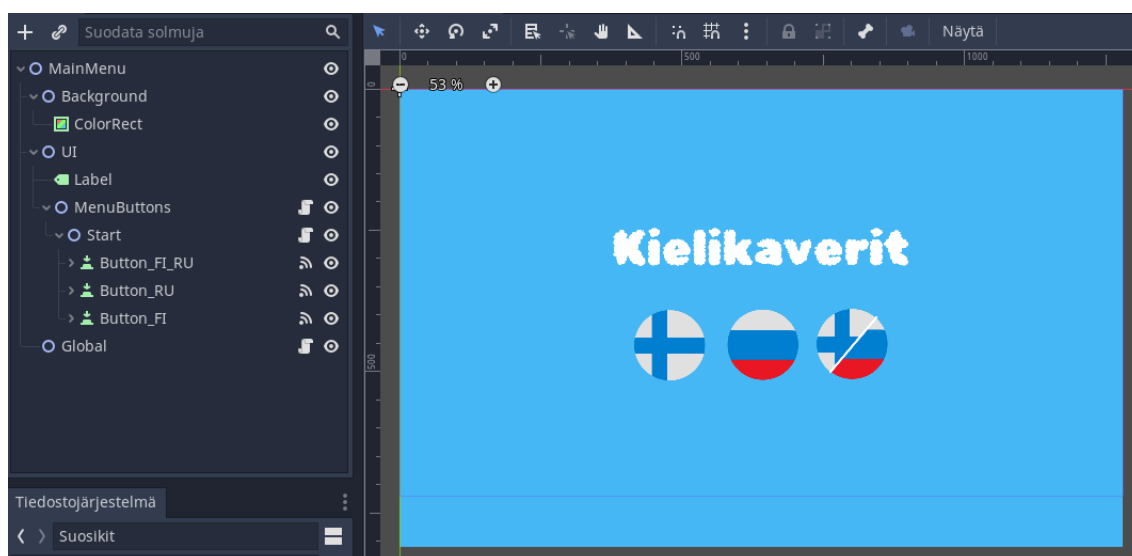 Suodata solmuja
Näytä
MainMenu
Background
ColorRect
UI
Label
MenuButtons
Start
Button_FI_RU
Button_RU
Button_FI
Global
Tiedostojärjestelmä
Suosikit
0
500
1000
0
500
53 %
Kielikaverit